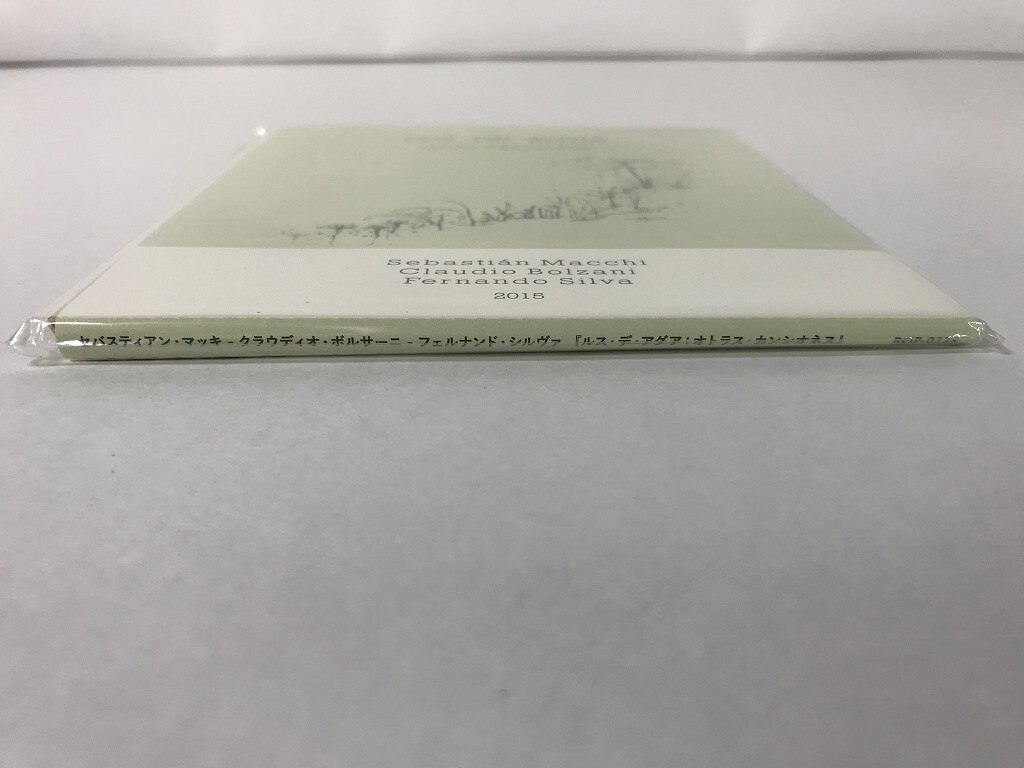 Sebastián Macchi
Claudio Bolzani
Fernando Silva
2015
セバスティアン・マッキ - クラウディオ・ボルサーニ - フェルナンド・シルヴァ 『ルス・デ・アグア：オトラス・カンシオネス』